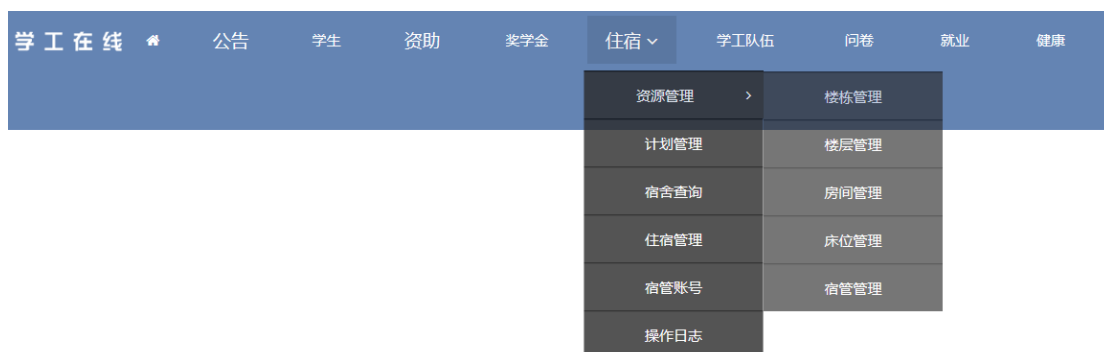 学工在线 公告 学生 资助 奖学金 住宿 学工队伍 问卷 就业 健康
资源管理 楼栋管理
计划管理 楼层管理
宿舍查询 房间管理
住宿管理 床位管理
宿管账号 宿管管理
操作日志